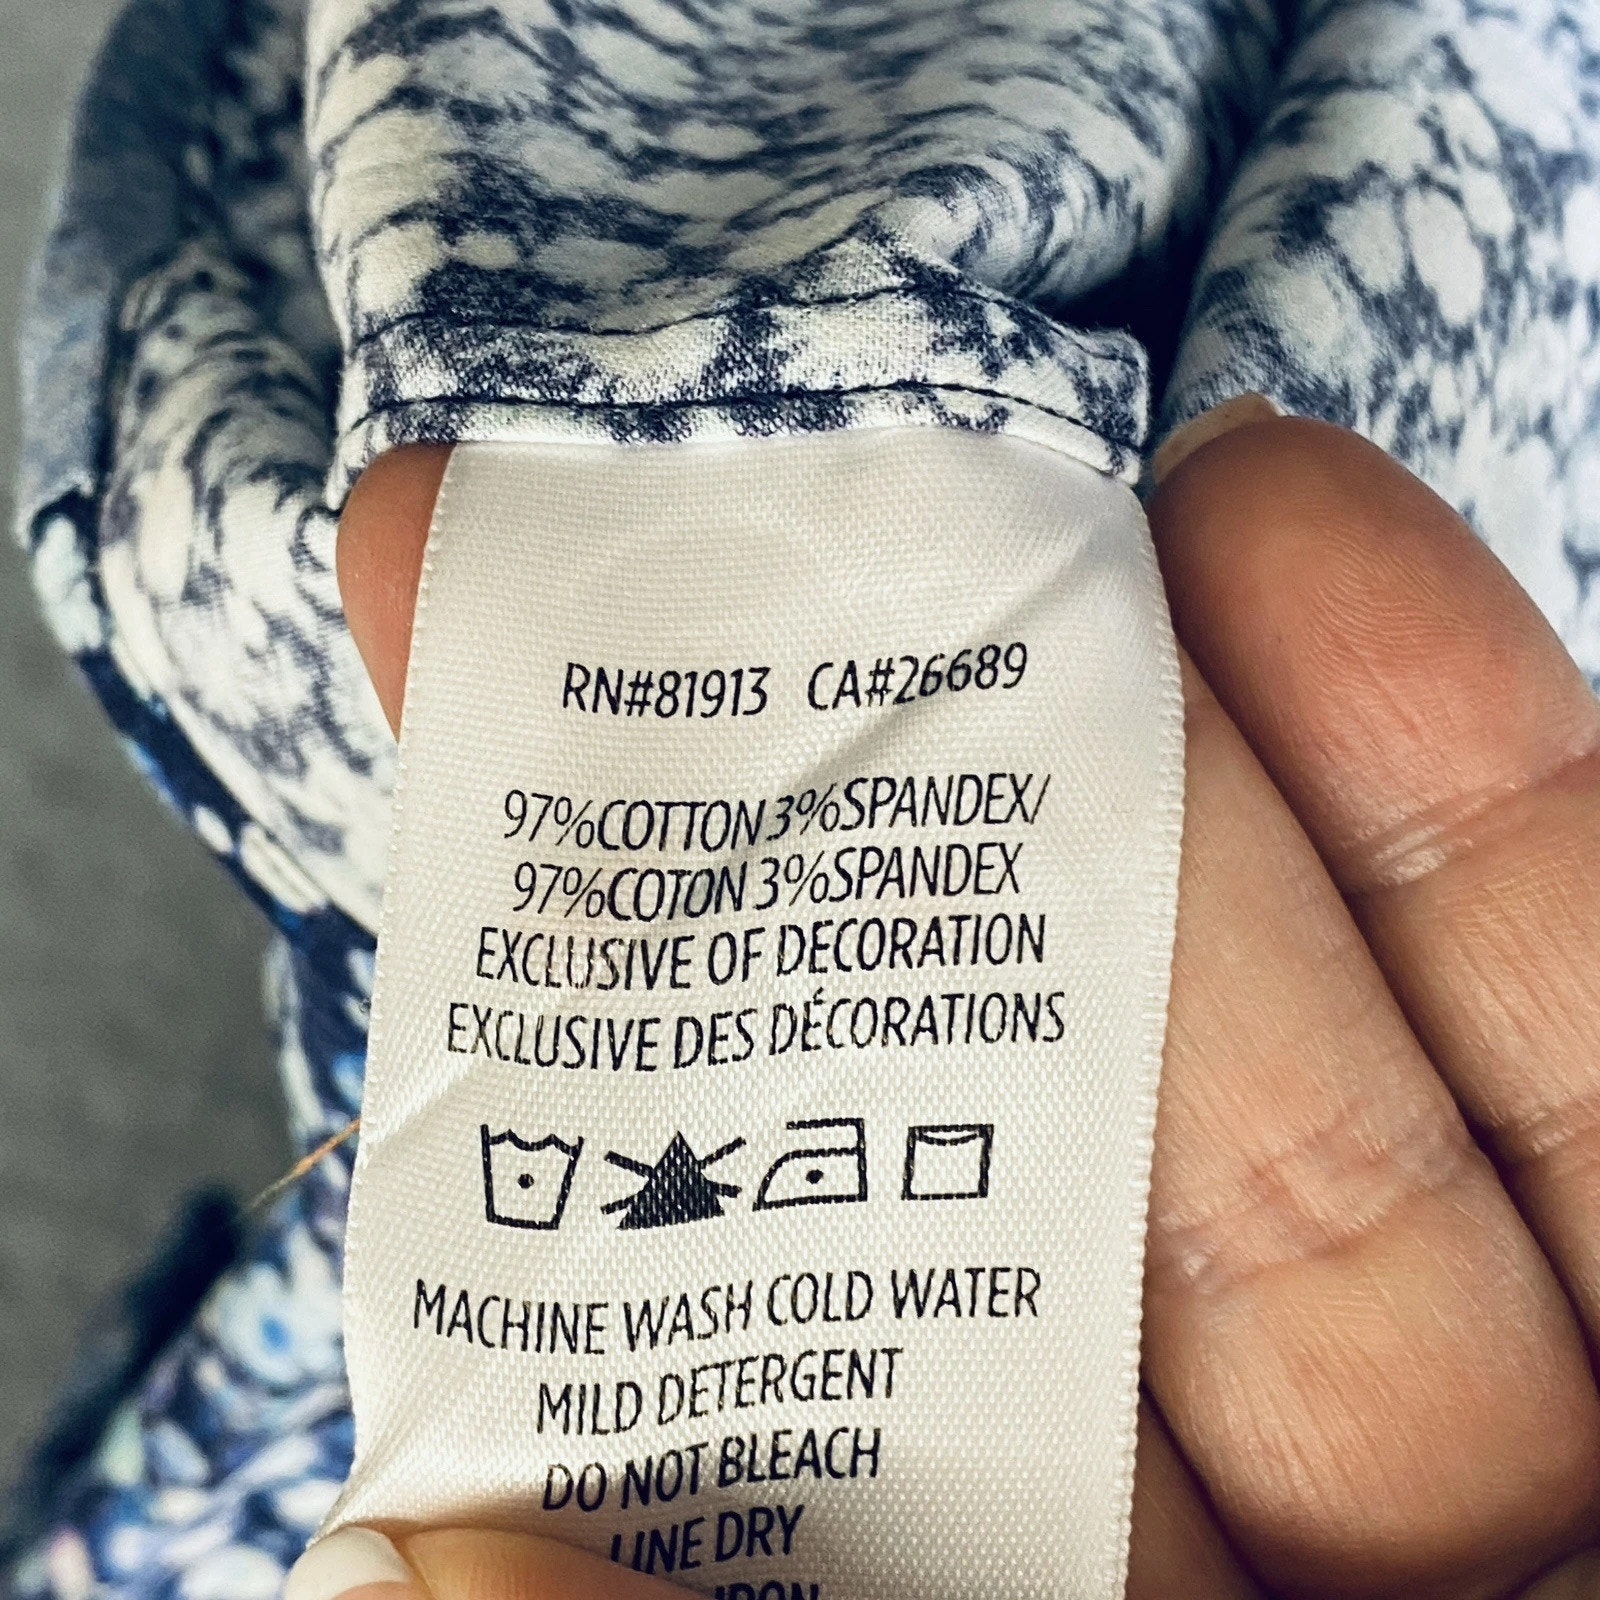 RN#81913 CA#26689
97%COTTON 3%SPANDEX/
97%COTON 3%SPANDEX
EXCLUSIVE OF DECORATION
EXCLUSIVE DES DÉCORATIONS
MACHINE WASH COLD WATER
MILD DETERGENT
DO NOT BLEACH
LINE DRY
IRON